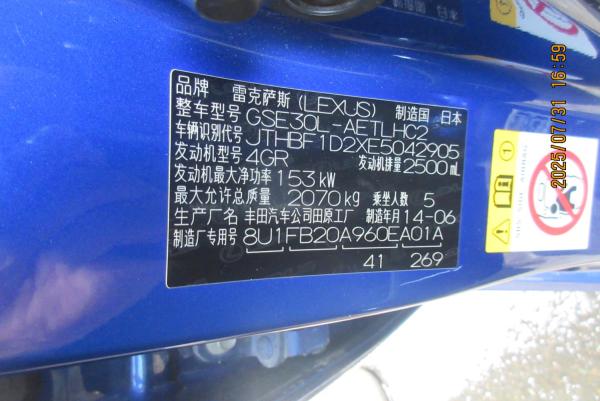 品牌 雷克萨斯(LEXUS) 制造国 日本
整车型号 GSE30L-AETLHC2
车辆识别代号 JTHBF1D2XE5042905
发动机型号 4GR 发动机排量 2500mL
发动机最大净功率 153kW
最大允许总质量 2070kg 乘坐人数 5
生产厂名 丰田汽车公司田原工厂 制造年月 14-06
制造厂专用号 8U1FB20A960EA01A
41 269
2025/07/31 16:59